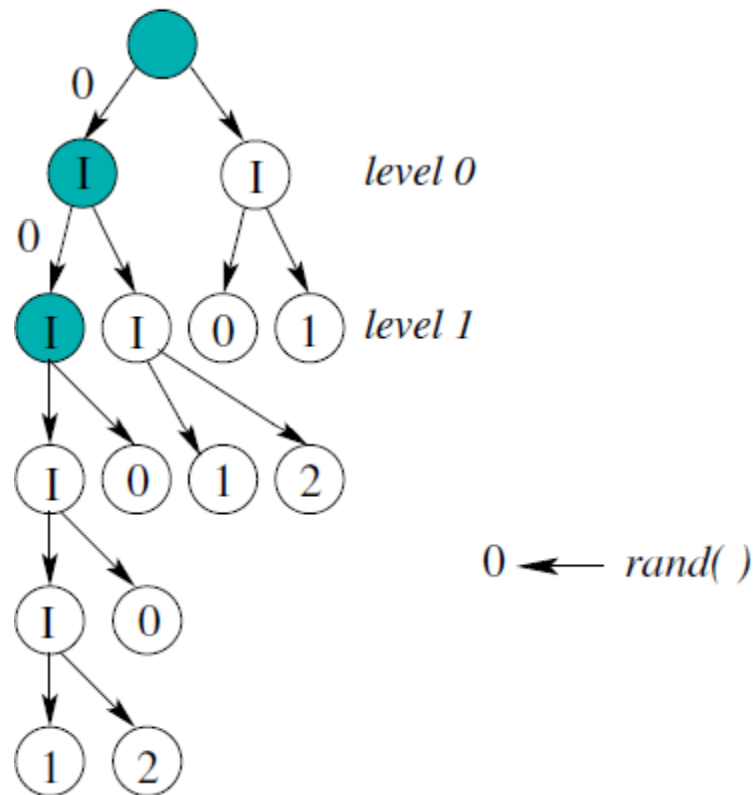 0
I I level 0
0
I I 0 1 level 1
I 0 1 2
0 rand( )
I 0
1 2